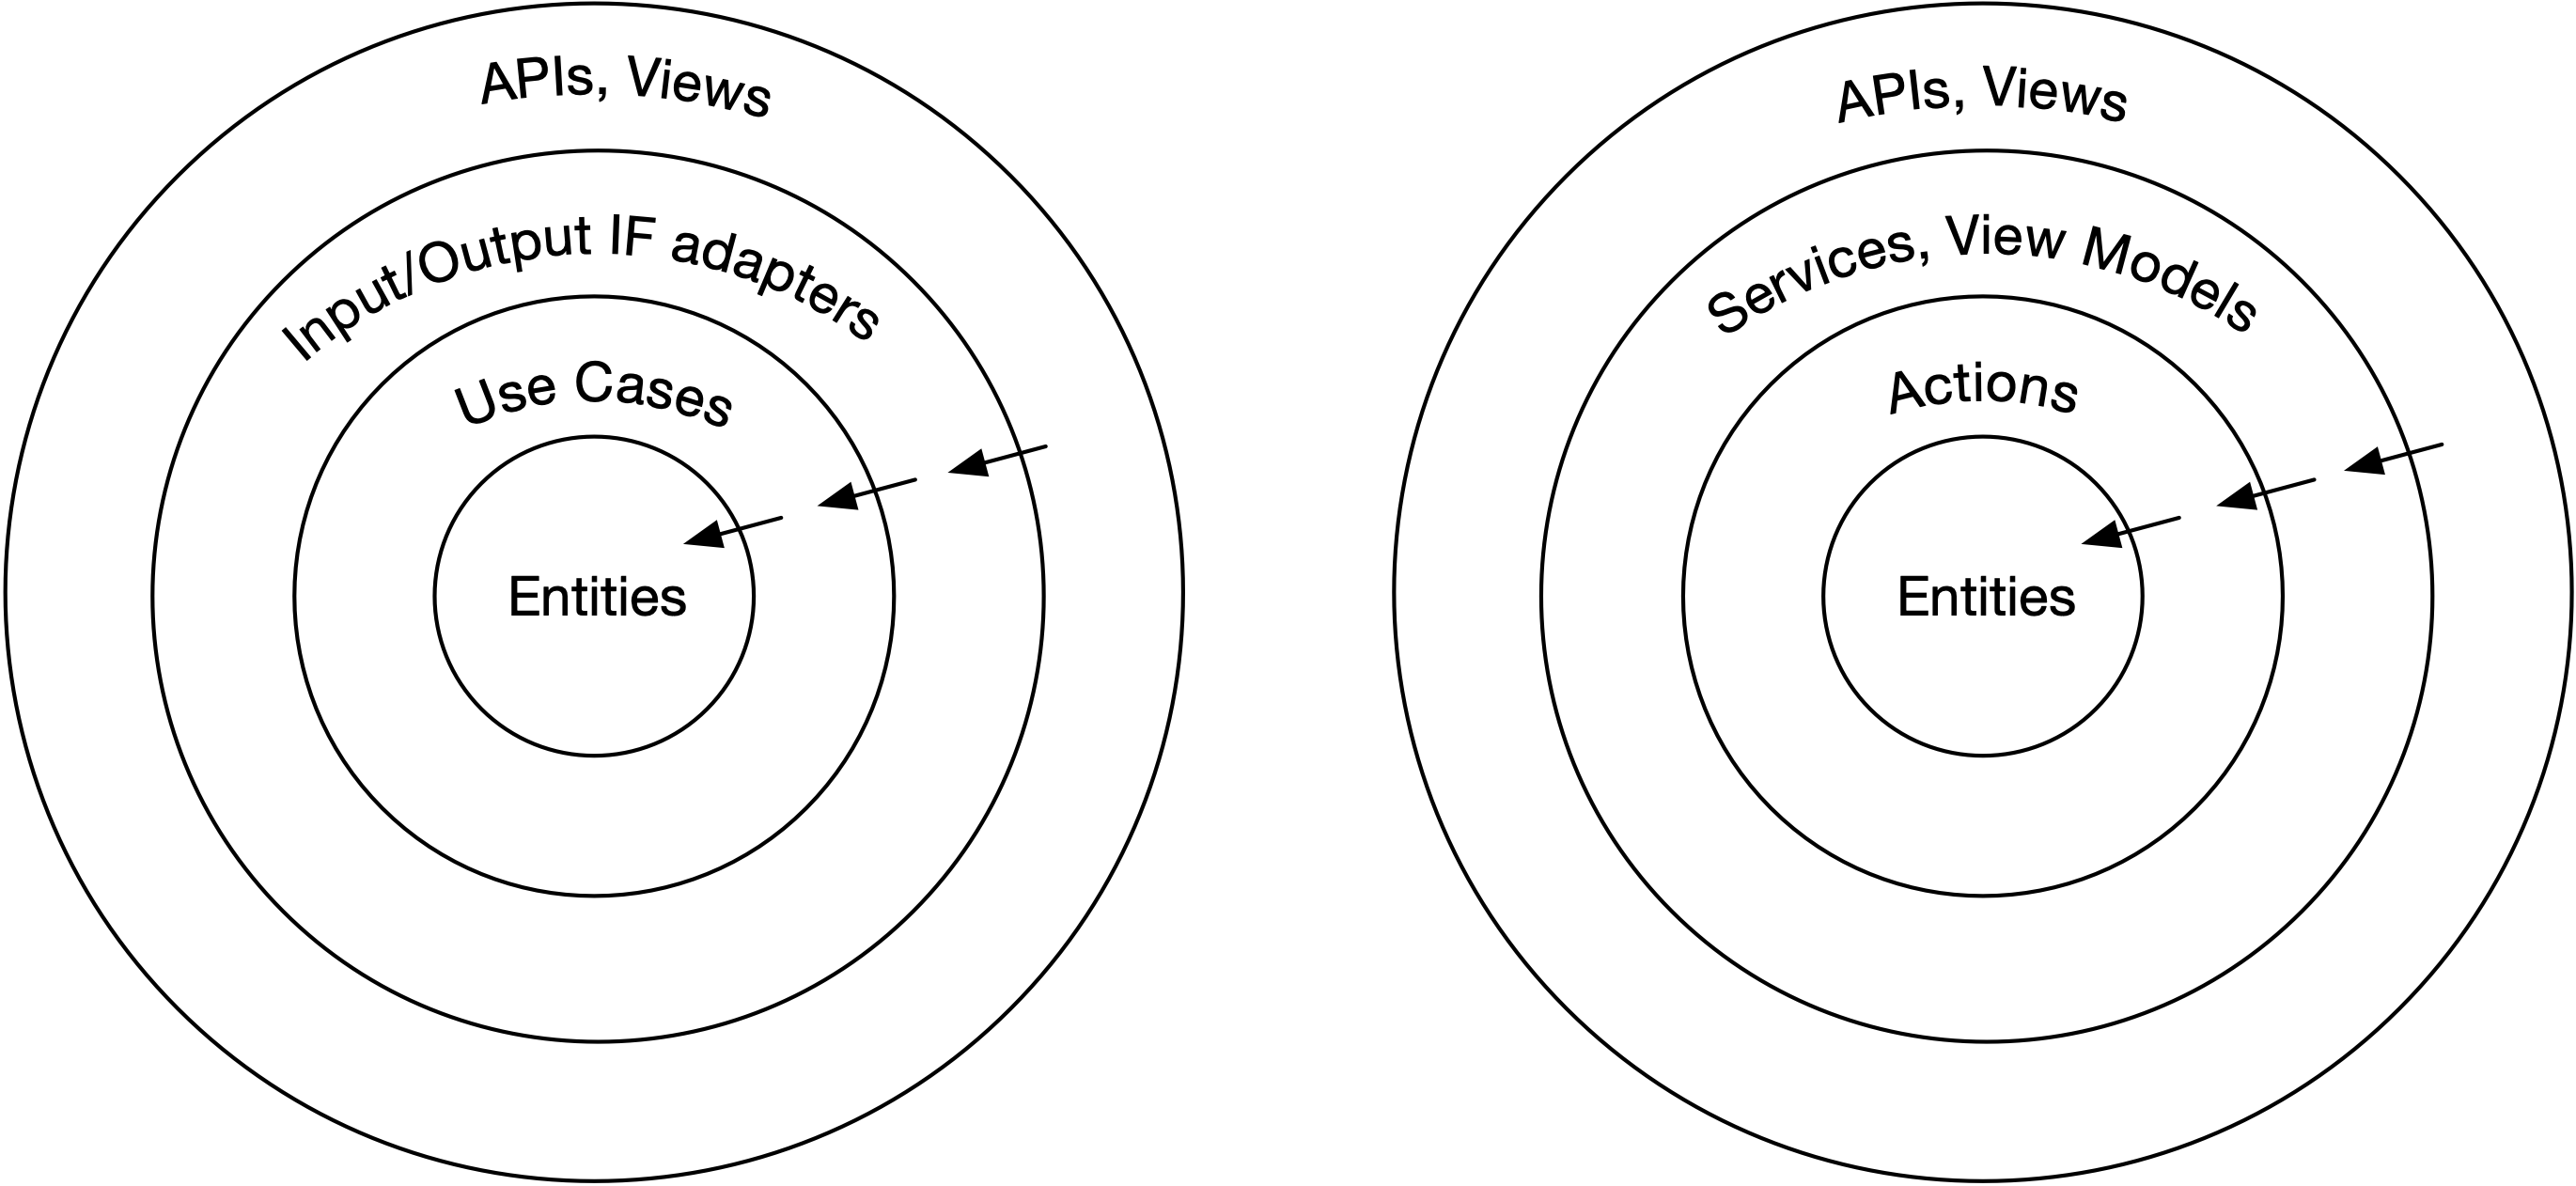 APIs, Views
Input/Output IF adapters
Use Cases
Entities
APIs, Views
Services, View Models
Actions
Entities